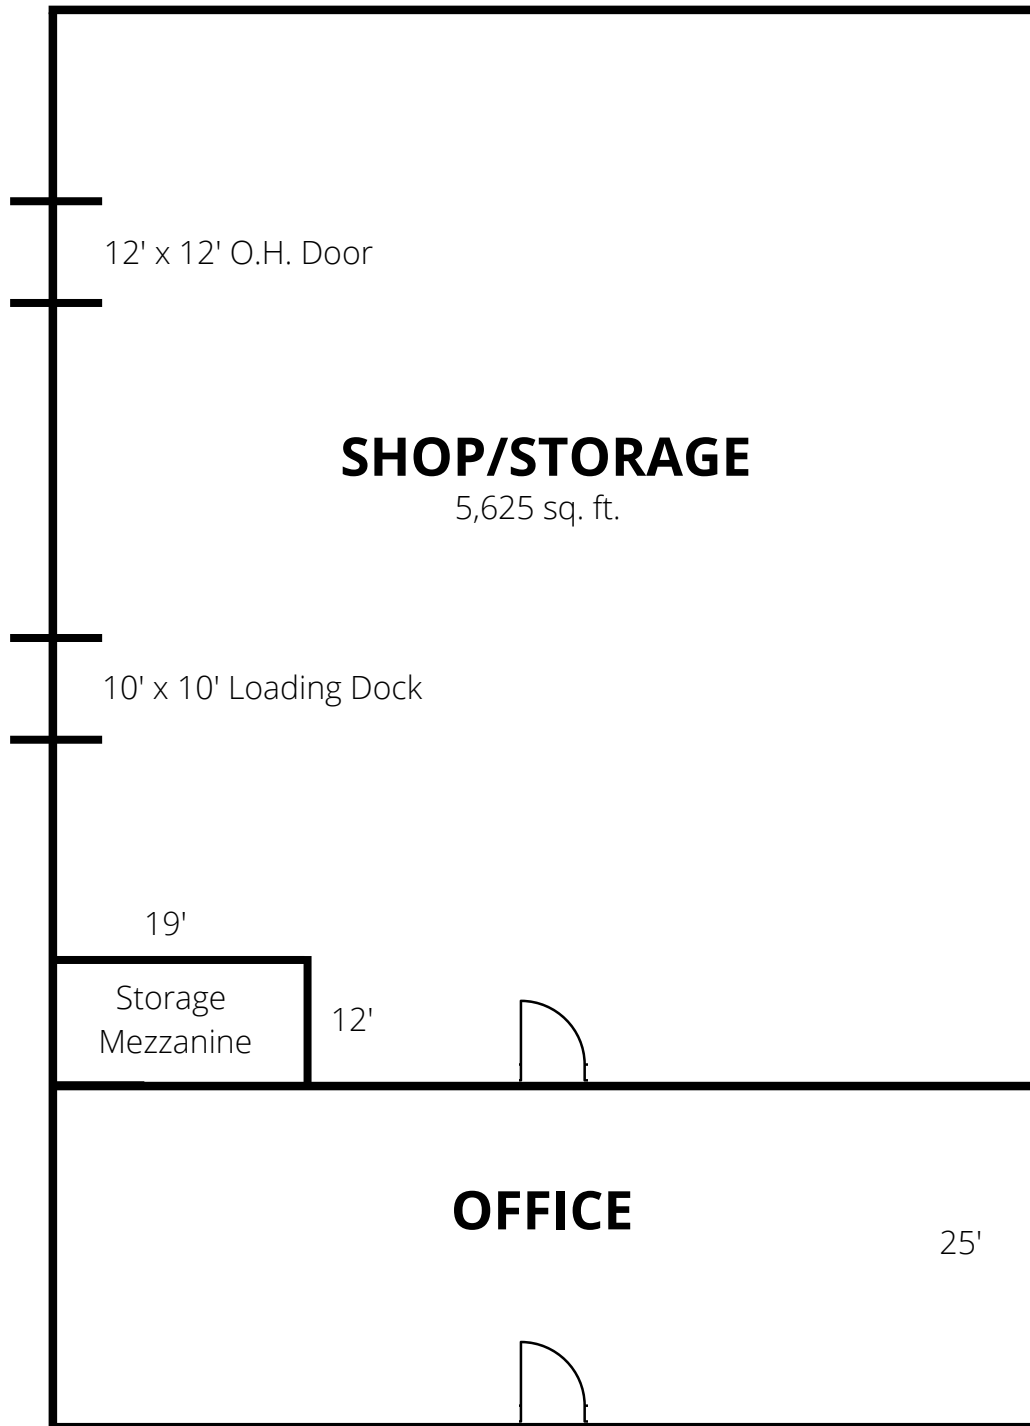 12' x 12' O.H. Door
SHOP/STORAGE
5,625 sq. ft.
10' x 10' Loading Dock
19'
Storage
Mezzanine
12'
OFFICE
25'